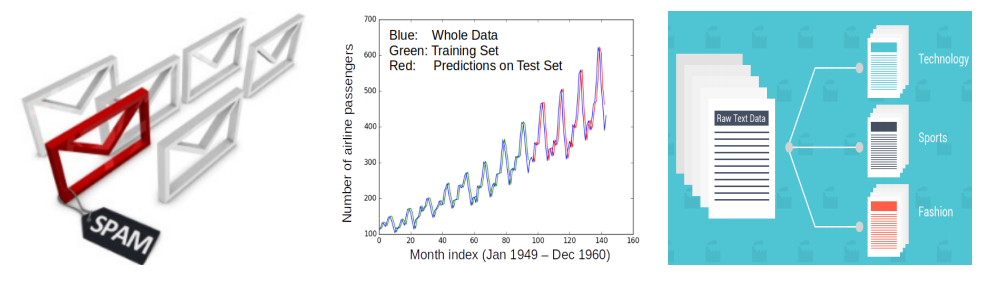 SPAM
700
600
500
400
300
200
100
Number of airline passengers
Blue: Whole Data
Green: Training Set
Red: Predictions on Test Set
0 20 40 60 80 100 120 140 160
Month index (Jan 1949 – Dec 1960)
Raw Text Data
Technology
Sports
Fashion